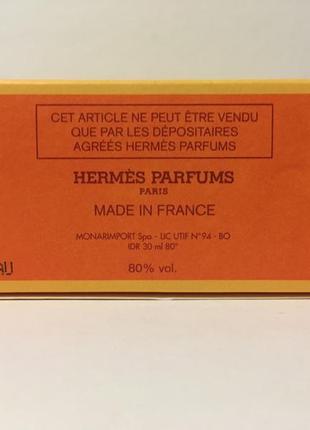 CET ARTICLE NE PEUT ÊTRE VENDU
QUE PAR LES DÉPOSITAIRES
AGRÉÉS HERMÈS PARFUMS
HERMÈS PARFUMS
PARIS
MADE IN FRANCE
MONARIMPORT Spa - LIC UTIF N°94 - BO
IDR 30 ml 80°
80% vol.